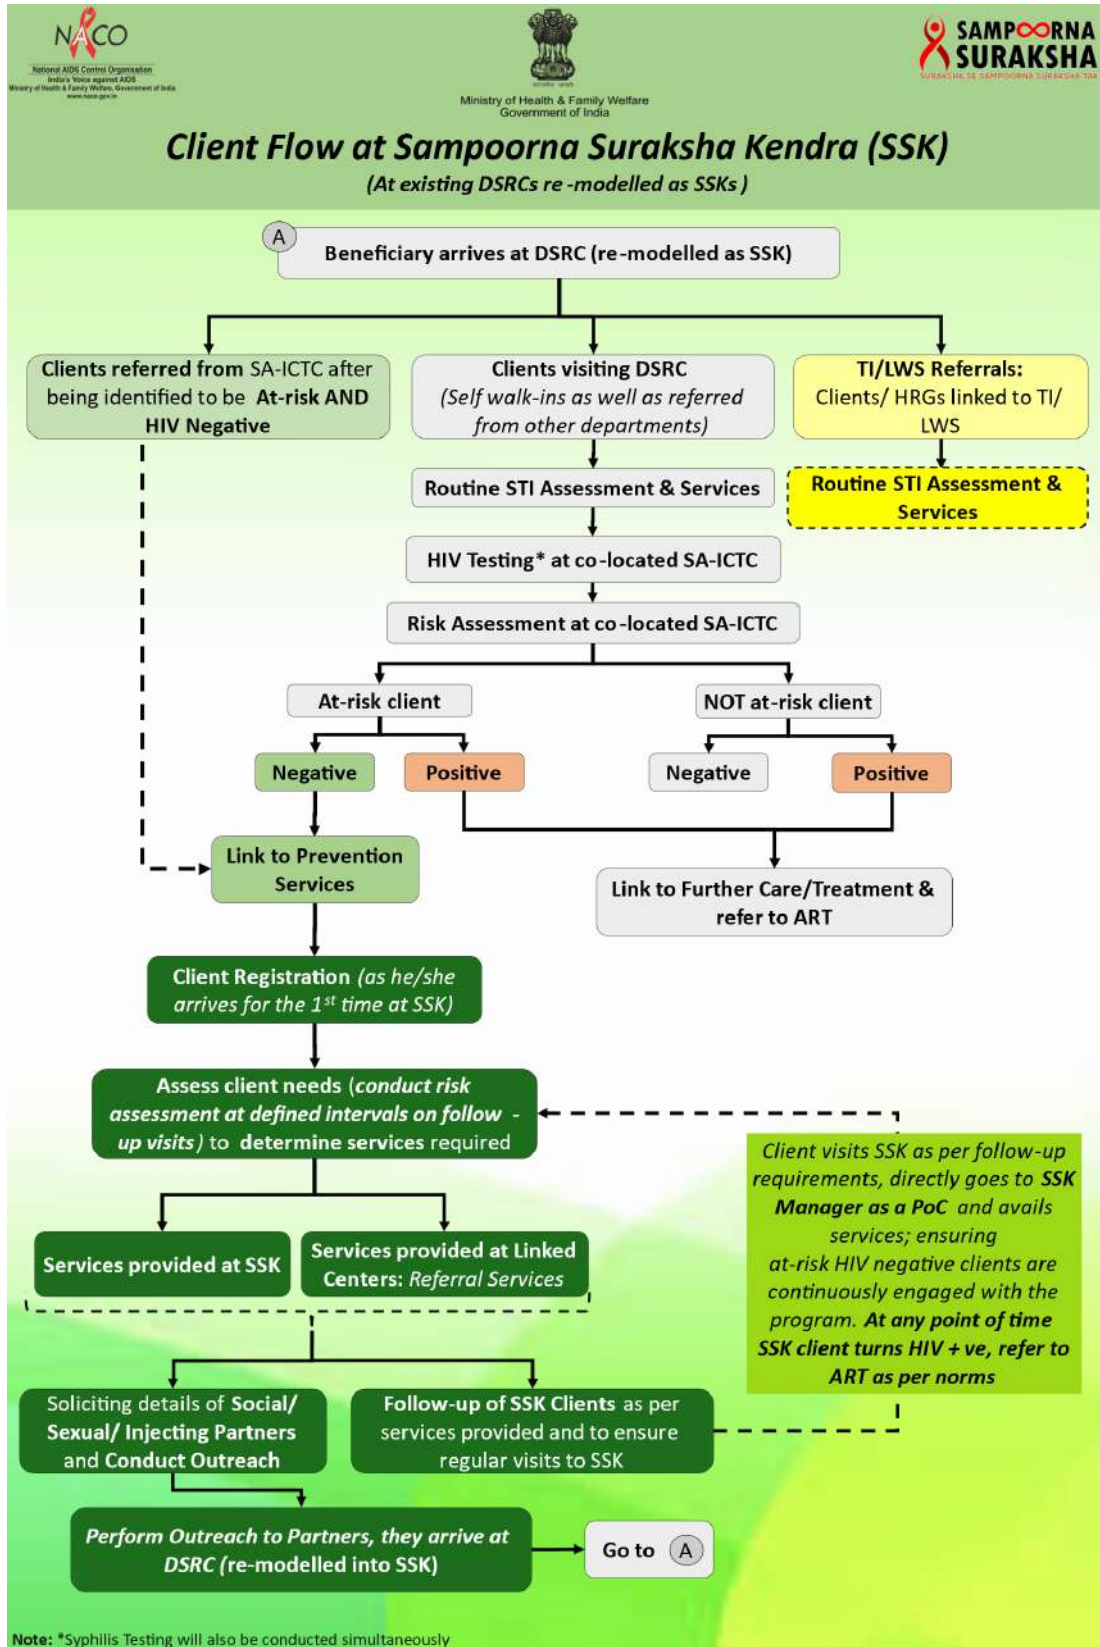 NACO
National AIDS Control Organisation
India's Voice against AIDS
Ministry of Health & Family Welfare, Government of India
www.naco.gov.in
Ministry of Health & Family Welfare
Government of India
SAMPOORNA
SURAKSHA
SURAKSHA SE SAMPOORNA SURAKSHA TAK
Client Flow at Sampoorna Suraksha Kendra (SSK)
(At existing DSRCs re-modelled as SSKs)
A
Beneficiary arrives at DSRC (re-modelled as SSK)
Clients referred from SA-ICTC after
being identified to be At-risk AND
HIV Negative
Clients visiting DSRC
(Self walk-ins as well as referred
from other departments)
TI/LWS Referrals:
Clients/ HRGs linked to TI/
LWS
Routine STI Assessment & Services
Routine STI Assessment &
Services
HIV Testing* at co-located SA-ICTC
Risk Assessment at co-located SA-ICTC
At-risk client
NOT at-risk client
Negative
Positive
Negative
Positive
Link to Prevention
Services
Link to Further Care/Treatment &
refer to ART
Client Registration (as he/she
arrives for the 1st time at SSK)
Assess client needs (conduct risk
assessment at defined intervals on follow -
up visits) to determine services required
Services provided at SSK
Services provided at Linked
Centers: Referral Services
Client visits SSK as per follow-up
requirements, directly goes to SSK
Manager as a PoC and avails
services; ensuring
at-risk HIV negative clients are
continuously engaged with the
program. At any point of time
SSK client turns HIV +ve, refer to
ART as per norms
Soliciting details of Social/
Sexual/ Injecting Partners
and Conduct Outreach
Follow-up of SSK Clients as per
services provided and to ensure
regular visits to SSK
Perform Outreach to Partners, they arrive at
DSRC (re-modelled into SSK)
Go to A
Note: *Syphilis Testing will also be conducted simultaneously